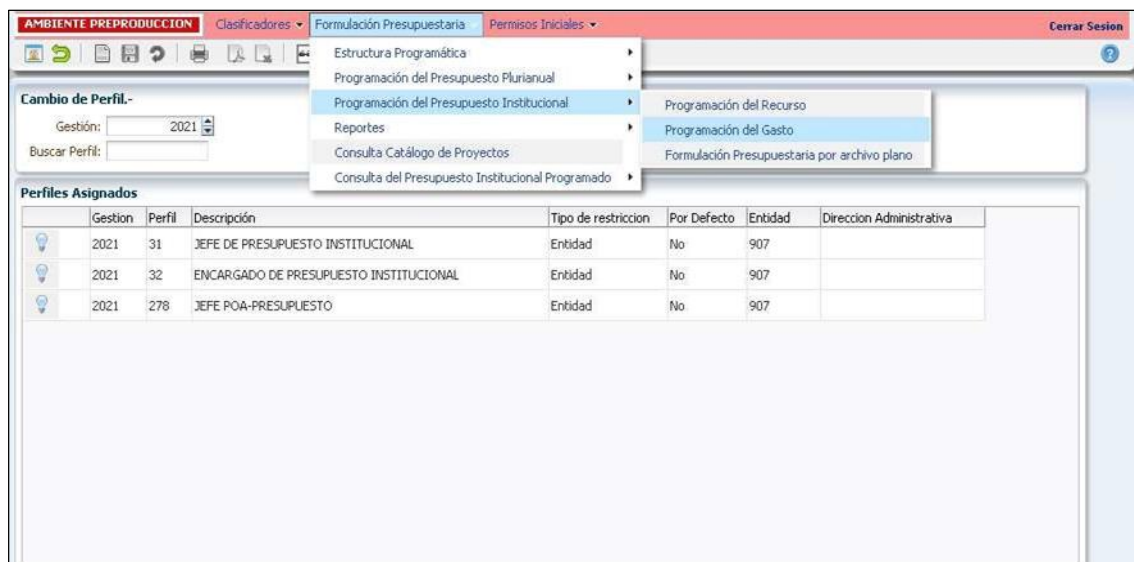 AMBIENTE PREPRODUCCION Clasificadores Formulación Presupuestaria Permisos Iniciales Cerrar Sesion
Estructura Programática
Programación del Presupuesto Plurianual
Programación del Presupuesto Institucional
Reportes
Consulta Catálogo de Proyectos
Consulta del Presupuesto Institucional Programado
Programación del Recurso
Programación del Gasto
Formulación Presupuestaria por archivo plano
Cambio de Perfil.-
Gestión: 2021
Buscar Perfil:
Perfiles Asignados
Gestion Perfil Descripción Tipo de restriccion Por Defecto Entidad Direccion Administrativa
2021 31 JEFE DE PRESUPUESTO INSTITUCIONAL Entidad No 907
2021 32 ENCARGADO DE PRESUPUESTO INSTITUCIONAL Entidad No 907
2021 278 JEFE POA-PRESUPUESTO Entidad No 907